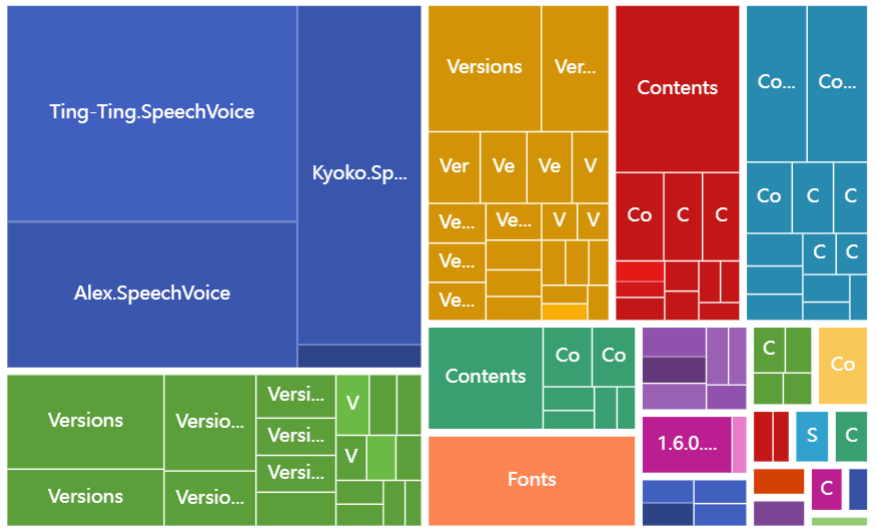 Ting-Ting.SpeechVoice
Kyoko.Sp...
Alex.SpeechVoice
Versions
Ver...
Ver
Ve
Ve
V
Ve...
Ve...
V
V
Ve...
Ve...
Contents
Co
C
C
Co...
Co...
Co
C
C
C
C
Versions
Versio...
Versi...
V
Versi...
V
Versi...
Versions
Versio...
Contents
Co
Co
Fonts
1.6.0....
C
Co
S
C
C